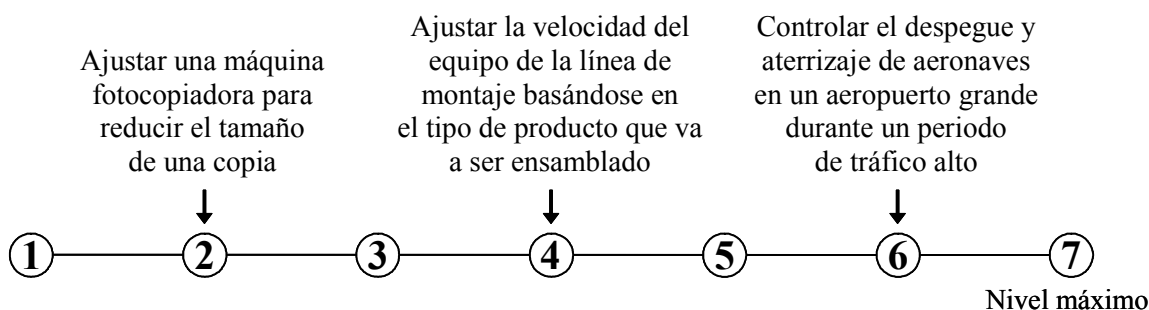 Ajustar una máquina
fotocopiadora para
reducir el tamaño
de una copia
Ajustar la velocidad del
equipo de la línea de
montaje basándose en
el tipo de producto que va
a ser ensamblado
Controlar el despegue y
aterrizaje de aeronaves
en un aeropuerto grande
durante un periodo
de tráfico alto
1 2 3 4 5 6 7
Nivel máximo